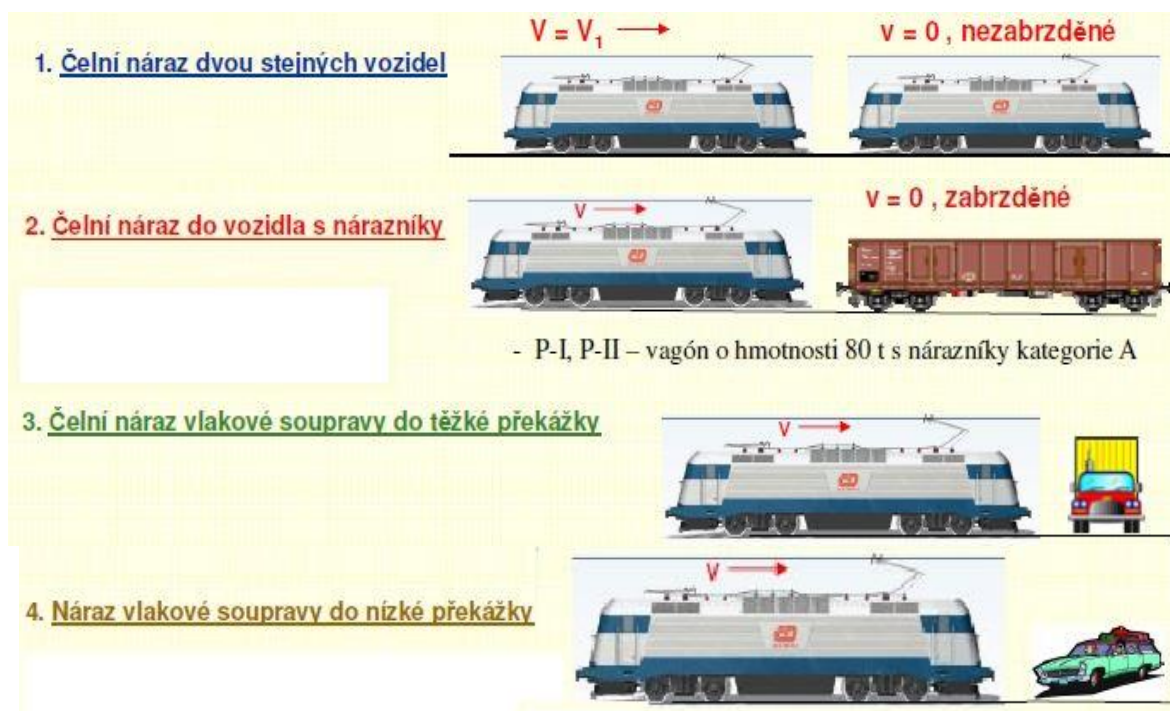 V = V1
v = 0 , nezabrzděné
1. Čelní náraz dvou stejných vozidel
v = 0 , zabrzděné
V
2. Čelní náraz do vozidla s nárazníky
- P-I, P-II – vagón o hmotnosti 80 t s nárazníky kategorie A
3. Čelní náraz vlakové soupravy do těžké překážky
V
V
4. Náraz vlakové soupravy do nízké překážky